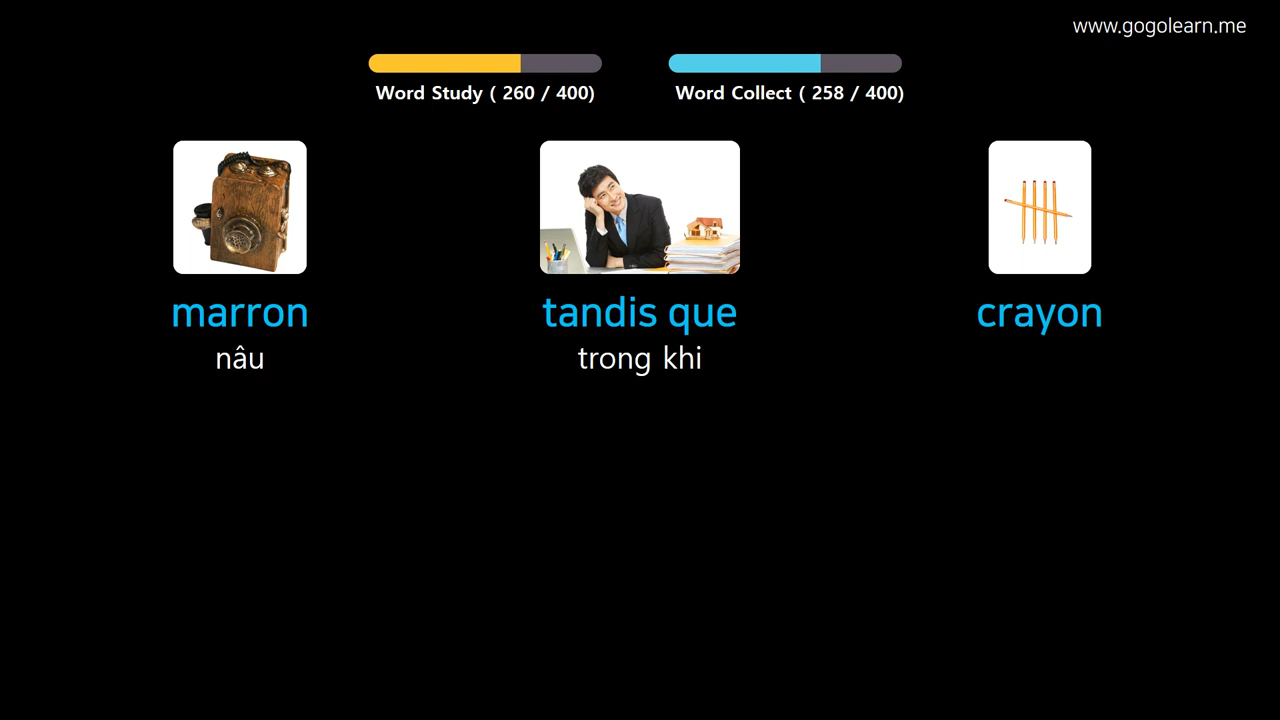 www.gogolearn.me
Word Study ( 260 / 400)
Word Collect ( 258 / 400)
marron
nâu
tandis que
trong khi
crayon